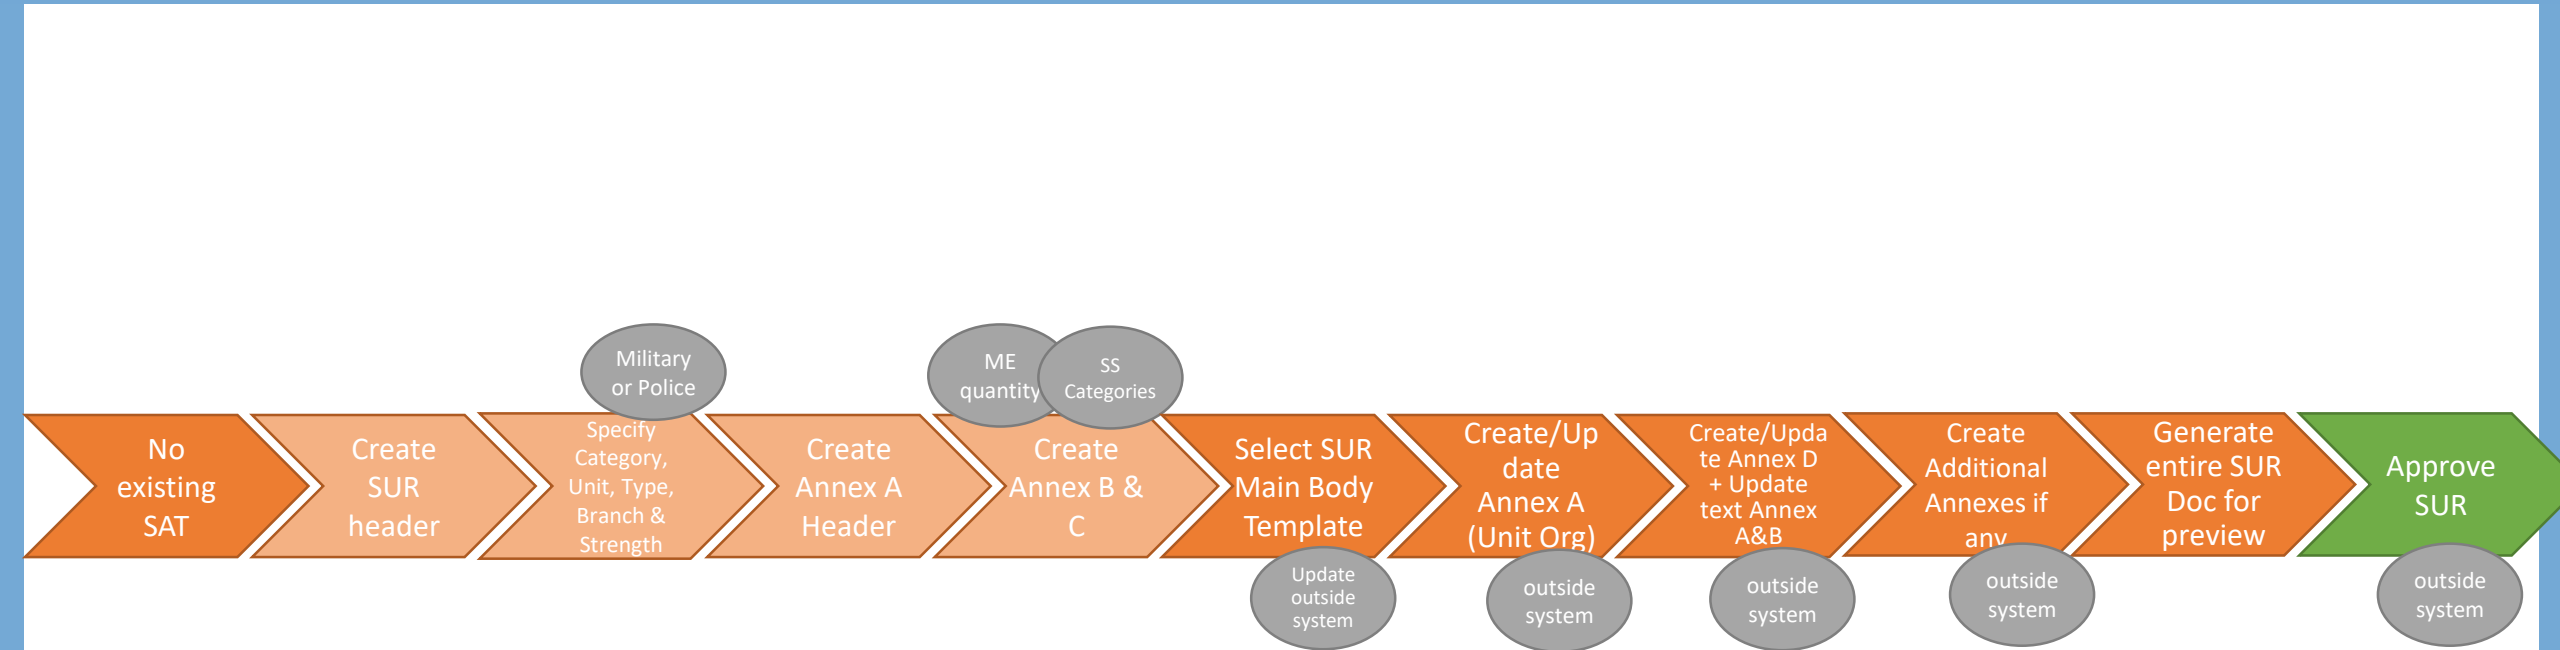 Military
or Police
ME
quantity
SS
Categories
No
existing
SAT
Create
SUR
header
Specify
Category,
Unit, Type,
Branch &
Strength
Create
Annex A
Header
Create
Annex B &
C
Select SUR
Main Body
Template
Create/Up
date
Annex A
(Unit Org)
Create/Upda
te Annex D
+ Update
text Annex
A&B
Create
Additional
Annexes if
any
Generate
entire SUR
Doc for
preview
Approve
SUR
Update
outside
system
outside
system
outside
system
outside
system
outside
system